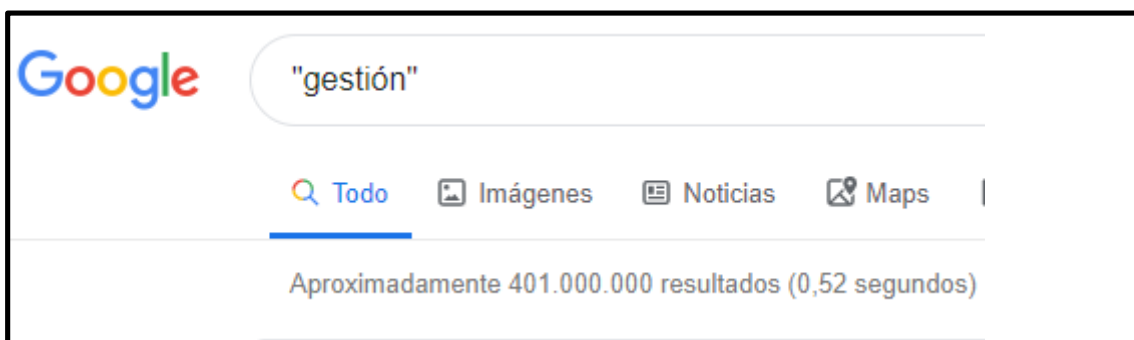 Google "gestión"
Todo Imágenes Noticias Maps
Aproximadamente 401.000.000 resultados (0,52 segundos)